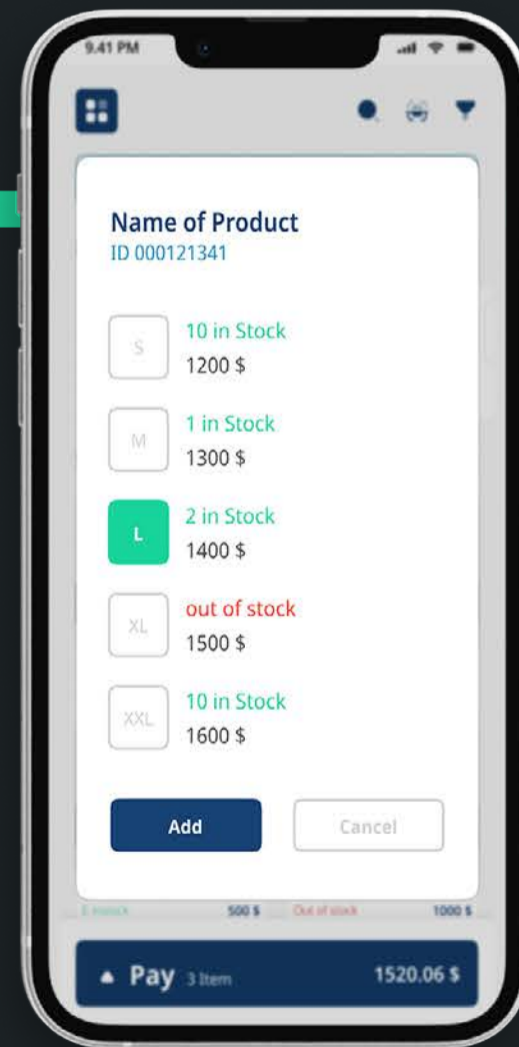 9.41 PM
Name of Product
ID 000121341
S
10 in Stock
1200 $
M
1 in Stock
1300 $
L
2 in Stock
1400 $
XL
out of stock
1500 $
XXL
10 in Stock
1600 $
Add
Cancel
500 $
Out of stock
1000 $
Pay 3 Item
1520.06 $